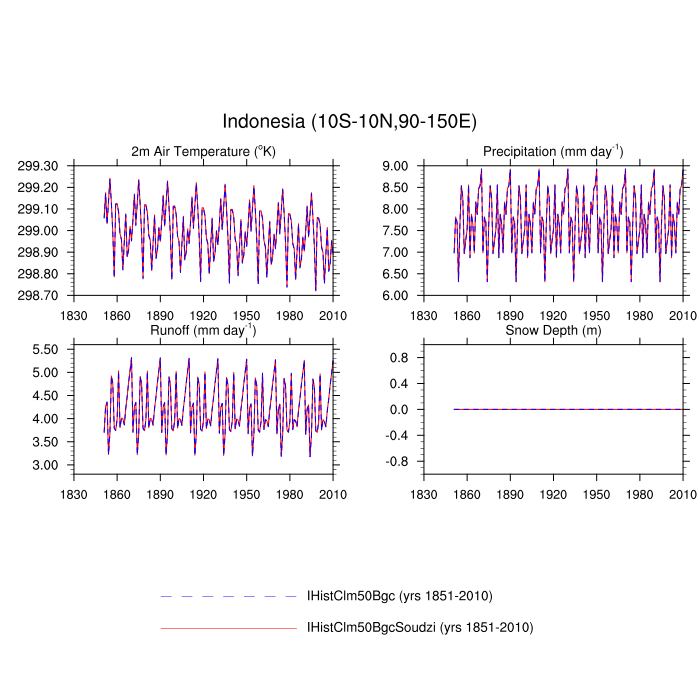 Indonesia (10S-10N,90-150E)
2m Air Temperature (°K)
Precipitation (mm day⁻¹)
299.30
299.20
299.10
299.00
298.90
298.80
298.70
1830 1860 1890 1920 1950 1980 2010
9.00
8.50
8.00
7.50
7.00
6.50
6.00
1830 1860 1890 1920 1950 1980 2010
Runoff (mm day⁻¹)
Snow Depth (m)
5.50
5.00
4.50
4.00
3.50
3.00
1830 1860 1890 1920 1950 1980 2010
0.8
0.4
0.0
-0.4
-0.8
1830 1860 1890 1920 1950 1980 2010
IHistClm50Bgc (yrs 1851-2010)
IHistClm50BgcSoudzi (yrs 1851-2010)